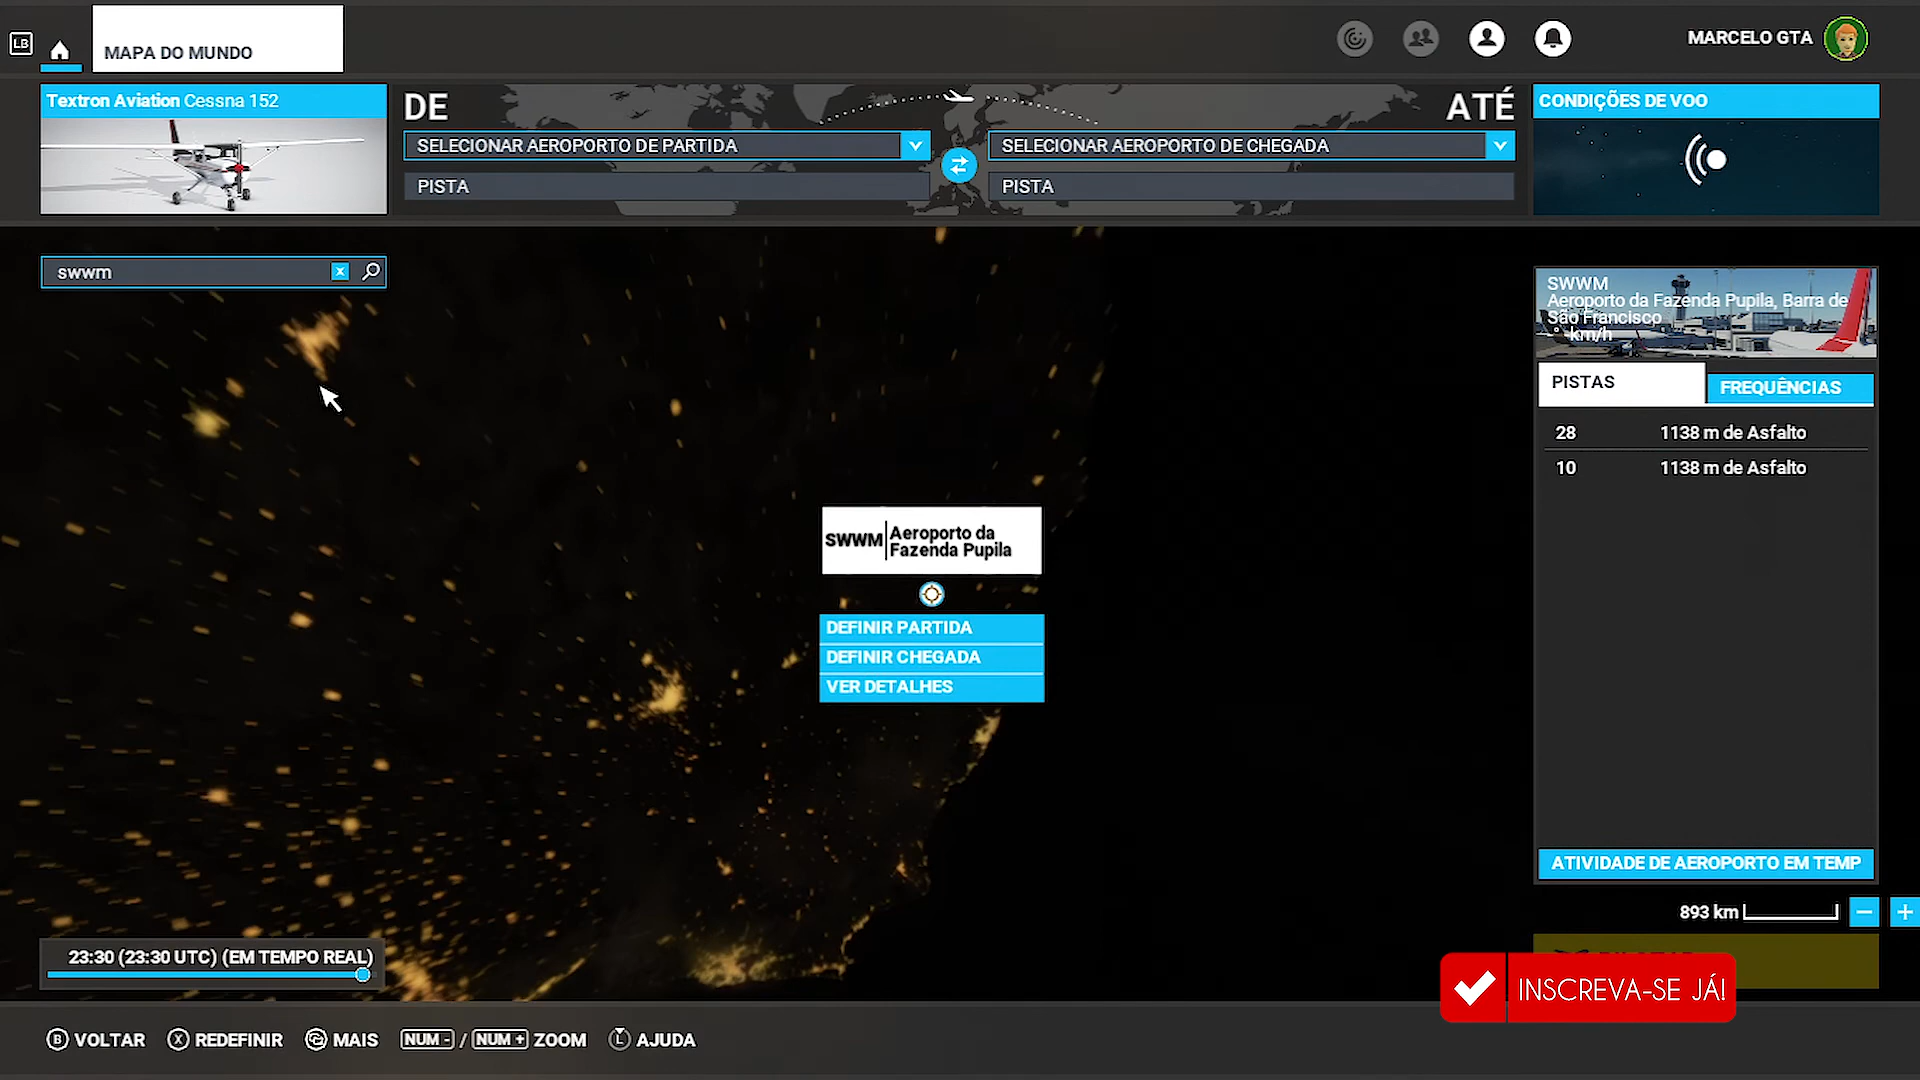 LB
MAPA DO MUNDO
MARCELO GTA
Textron Aviation Cessna 152
DE
ATÉ
CONDIÇÕES DE VOO
SELECIONAR AEROPORTO DE PARTIDA
SELECIONAR AEROPORTO DE CHEGADA
PISTA
PISTA
swwm
SWWM
Aeroporto da Fazenda Pupila, Barra de
São Francisco
-° -km/h
PISTAS
FREQUÊNCIAS
28 1138 m de Asfalto
10 1138 m de Asfalto
SWWM
Aeroporto da
Fazenda Pupila
DEFINIR PARTIDA
DEFINIR CHEGADA
VER DETALHES
ATIVIDADE DE AEROPORTO EM TEMP
893 km
23:30 (23:30 UTC) (EM TEMPO REAL)
INSCREVA-SE JÁ!
B VOLTAR
X REDEFINIR
MAIS
NUM - / NUM + ZOOM
L AJUDA